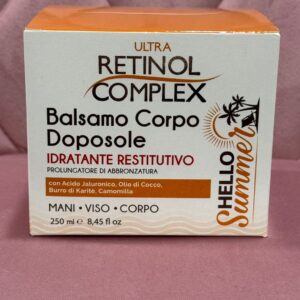 ULTRA
RETINOL
COMPLEX
Balsamo Corpo
Doposole
IDRATANTE RESTITUTIVO
PROLUNGATORE DI ABBRONZATURA
con Acido Jaluronico, Olio di Cocco,
Burro di Karitè, Camomilla
MANI • VISO • CORPO
250 ml ℮ 8,45 fl oz
HELLO
Summer